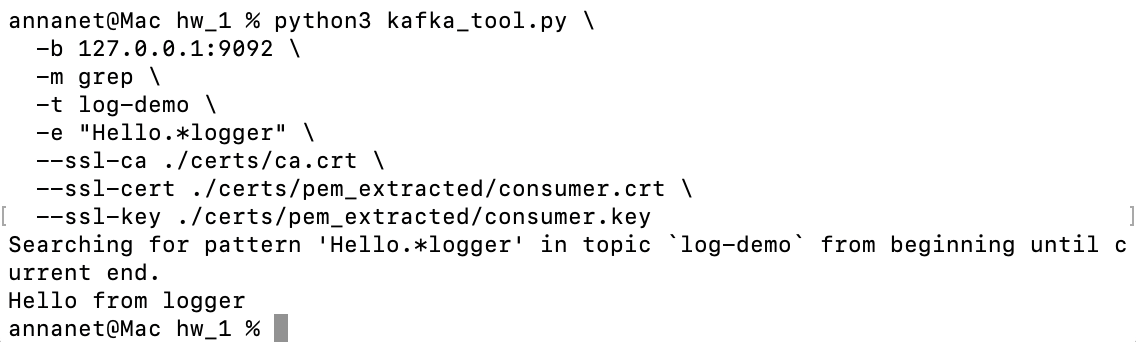 annanet@Mac hw_1 % python3 kafka_tool.py \
  -b 127.0.0.1:9092 \
  -m grep \
  -t log-demo \
  -e "Hello.*logger" \
  --ssl-ca ./certs/ca.crt \
  --ssl-cert ./certs/pem_extracted/consumer.crt \
[  --ssl-key ./certs/pem_extracted/consumer.key ]
Searching for pattern 'Hello.*logger' in topic `log-demo` from beginning until c
urrent end.
Hello from logger
annanet@Mac hw_1 %